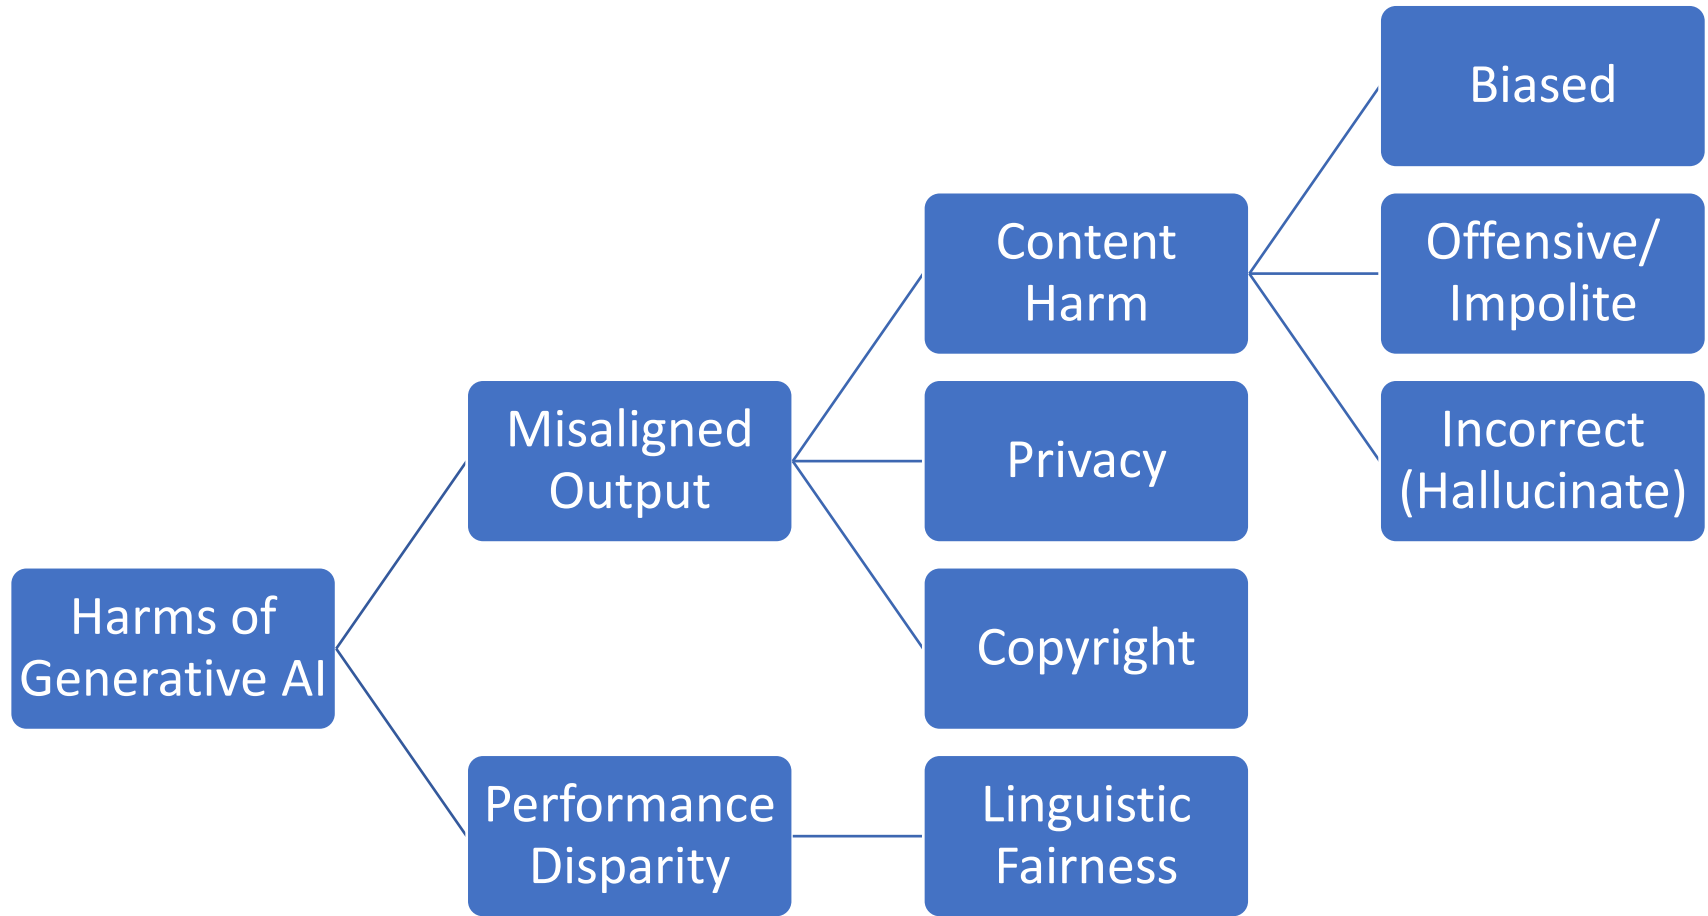 Harms of
Generative AI
Misaligned
Output
Content
Harm
Biased
Offensive/
Impolite
Incorrect
(Hallucinate)
Privacy
Copyright
Performance
Disparity
Linguistic
Fairness